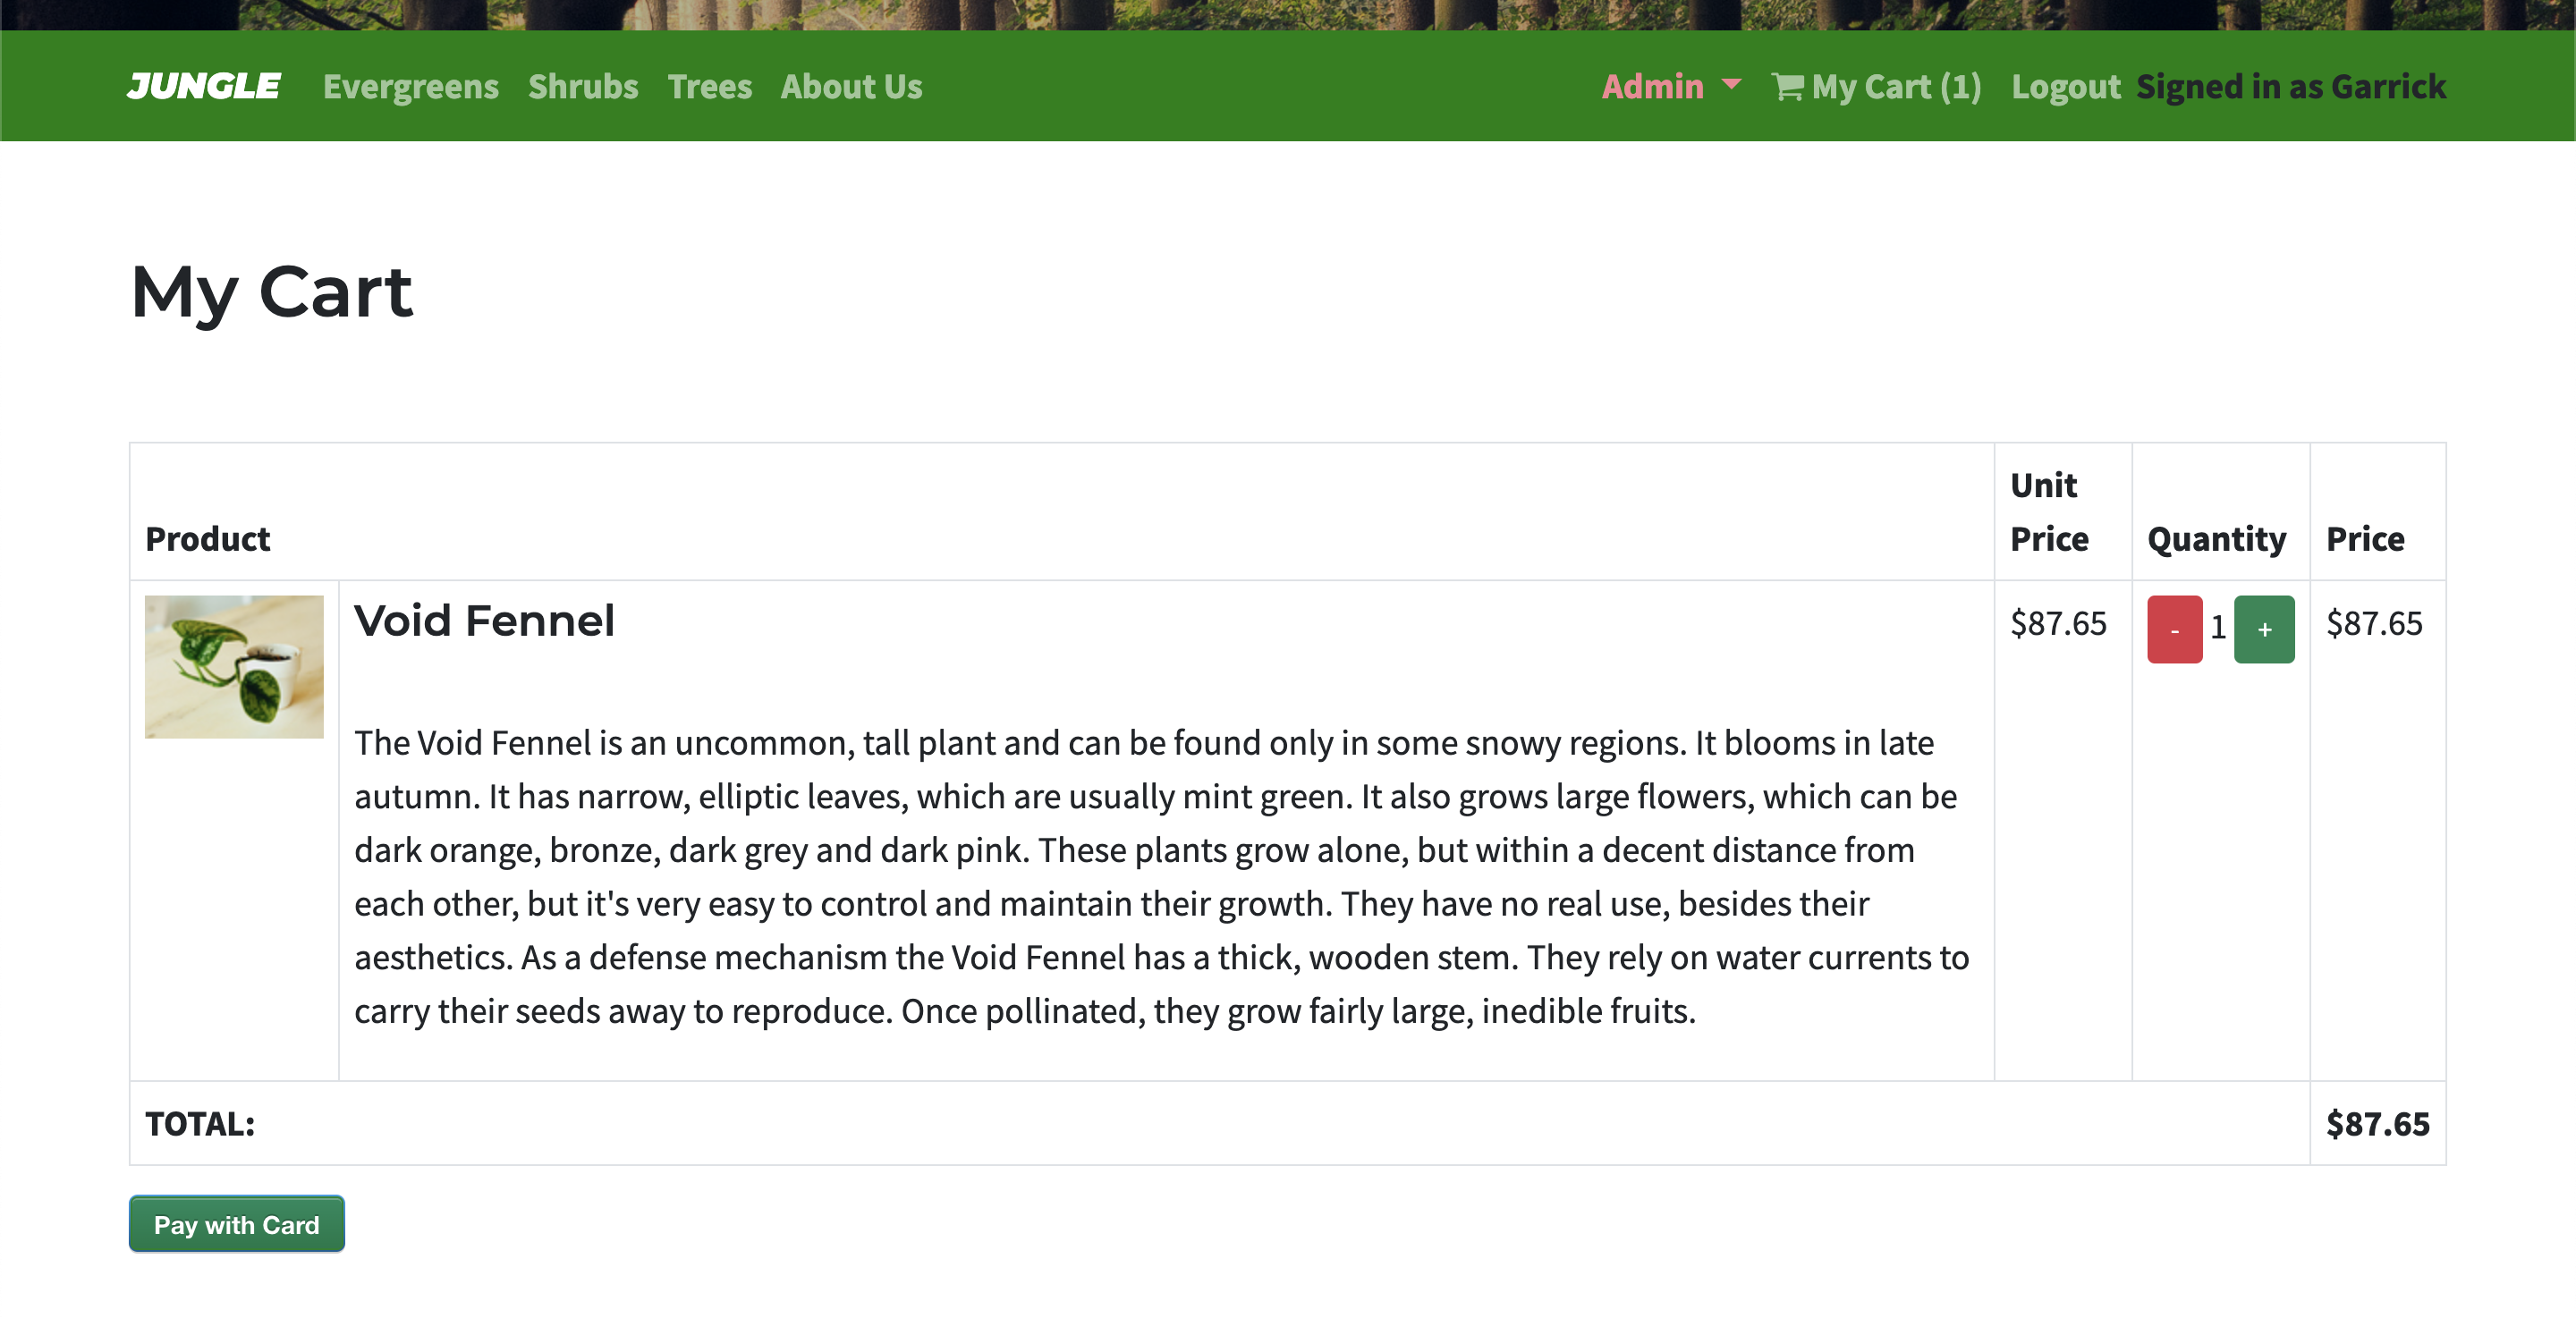 JUNGLE Evergreens Shrubs Trees About Us Admin My Cart (1) Logout Signed in as Garrick
My Cart
Product Unit Price Quantity Price
Void Fennel $87.65 - 1 + $87.65
The Void Fennel is an uncommon, tall plant and can be found only in some snowy regions. It blooms in late
autumn. It has narrow, elliptic leaves, which are usually mint green. It also grows large flowers, which can be
dark orange, bronze, dark grey and dark pink. These plants grow alone, but within a decent distance from
each other, but it's very easy to control and maintain their growth. They have no real use, besides their
aesthetics. As a defense mechanism the Void Fennel has a thick, wooden stem. They rely on water currents to
carry their seeds away to reproduce. Once pollinated, they grow fairly large, inedible fruits.
TOTAL: $87.65
Pay with Card